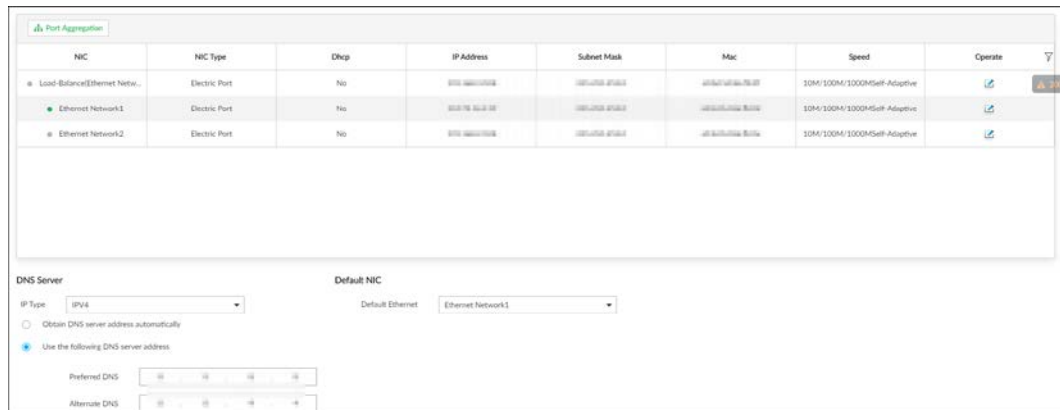 Port Aggregation
NIC NIC Type Dhcp IP Address Subnet Mask Mac Speed Operate
Load-Balance(Ethernet Netw... Electric Port No 10M/100M/1000MSelf-Adaptive
Ethernet Network1 Electric Port No 10M/100M/1000MSelf-Adaptive
Ethernet Network2 Electric Port No 10M/100M/1000MSelf-Adaptive
DNS Server Default NIC
IP Type IPV4 Default Ethernet Ethernet Network1
Obtain DNS server address automatically
Use the following DNS server address
Preferred DNS
Alternate DNS